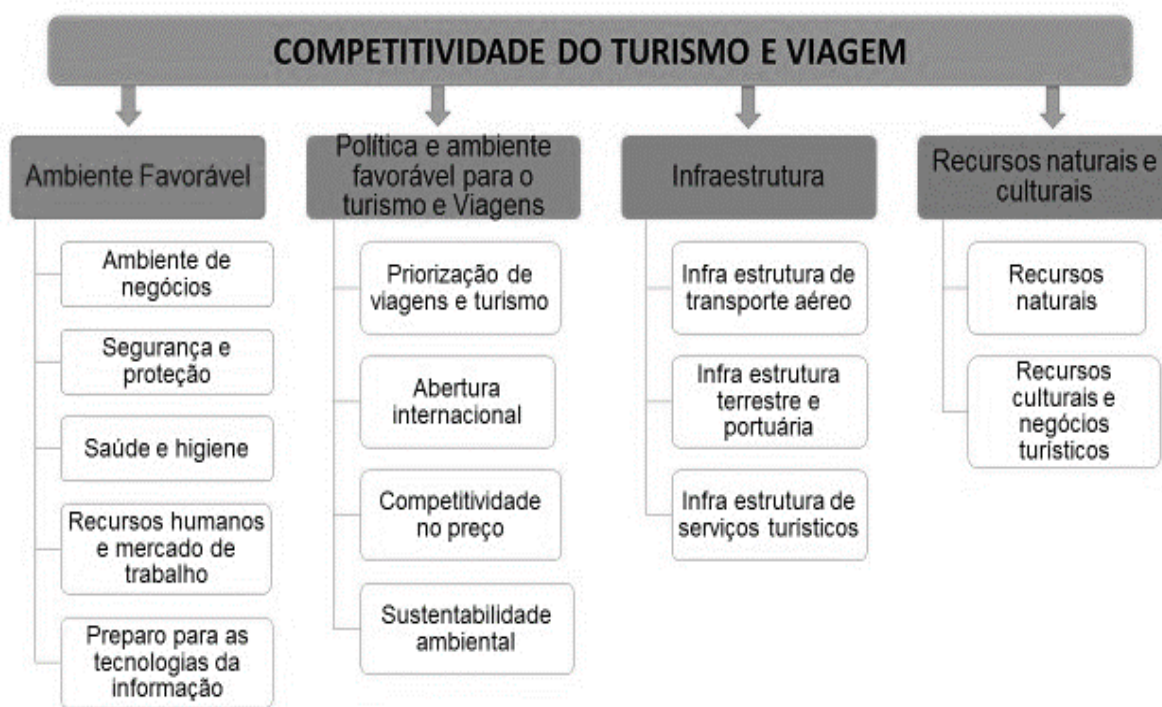 COMPETITIVIDADE DO TURISMO E VIAGEM
Ambiente Favorável
Ambiente de
negócios
Segurança e
proteção
Saúde e higiene
Recursos humanos
e mercado de
trabalho
Preparo para as
tecnologias da
informação
Política e ambiente
favorável para o
turismo e Viagens
Priorização de
viagens e turismo
Abertura
internacional
Competitividade
no preço
Sustentabilidade
ambiental
Infraestrutura
Infra estrutura de
transporte aéreo
Infra estrutura
terrestre e
portuária
Infra estrutura de
serviços turísticos
Recursos naturais e
culturais
Recursos
naturais
Recursos
culturais e
negócios
turísticos